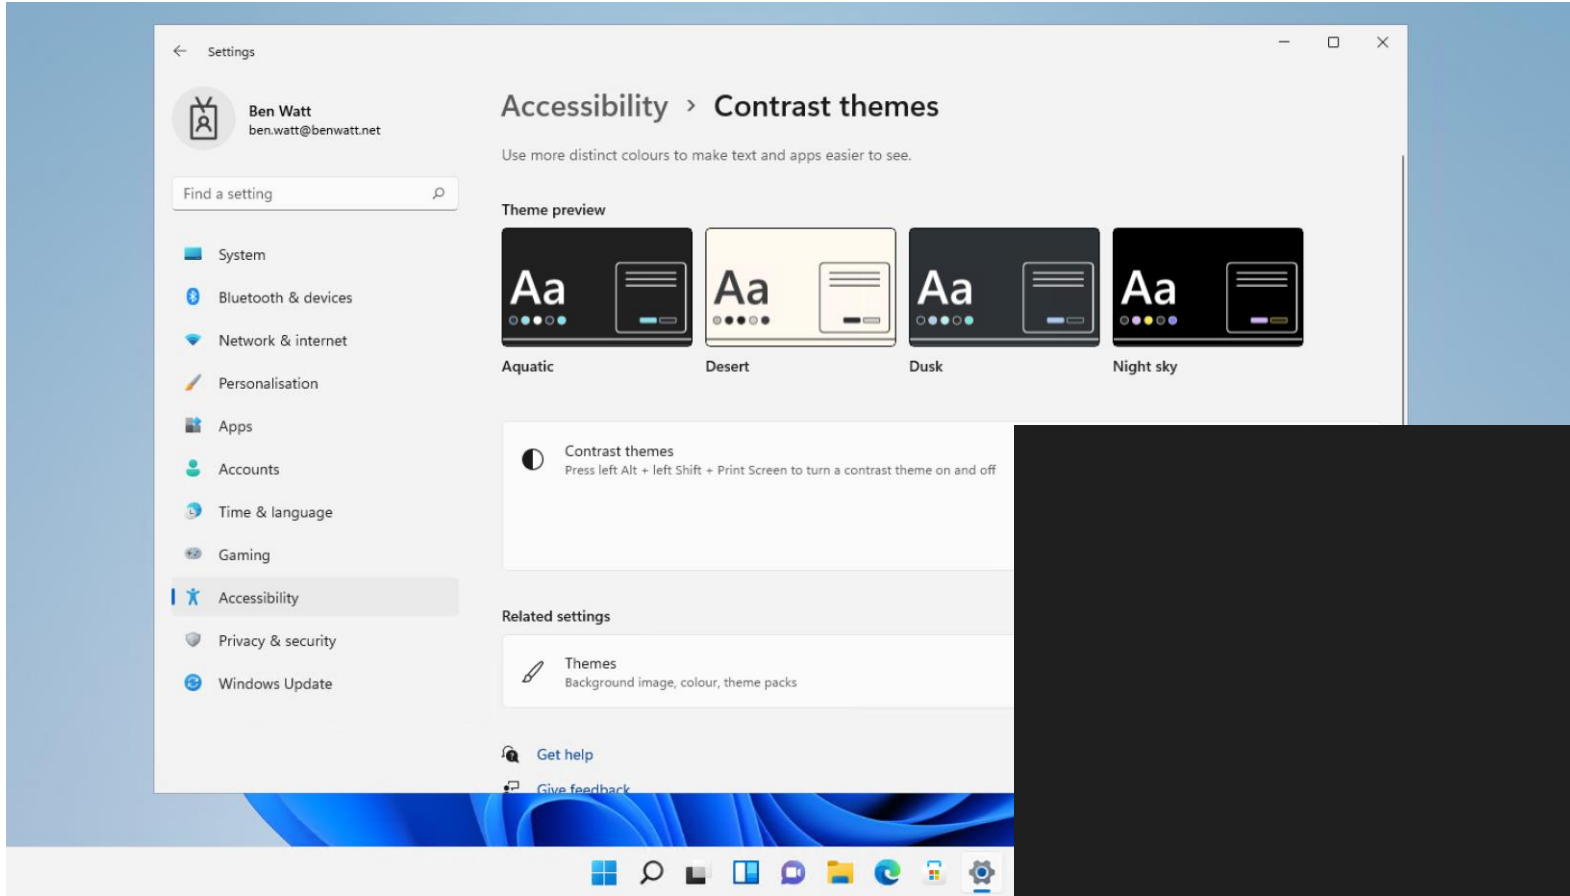 Settings
Ben Watt
ben.watt@benwatt.net
Find a setting
System
Bluetooth & devices
Network & internet
Personalisation
Apps
Accounts
Time & language
Gaming
Accessibility
Privacy & security
Windows Update
Accessibility > Contrast themes
Use more distinct colours to make text and apps easier to see.
Theme preview
Aa Aa Aa Aa
Aquatic Desert Dusk Night sky
Contrast themes
Press left Alt + left Shift + Print Screen to turn a contrast theme on and off
Related settings
Themes
Background image, colour, theme packs
Get help
Give feedback